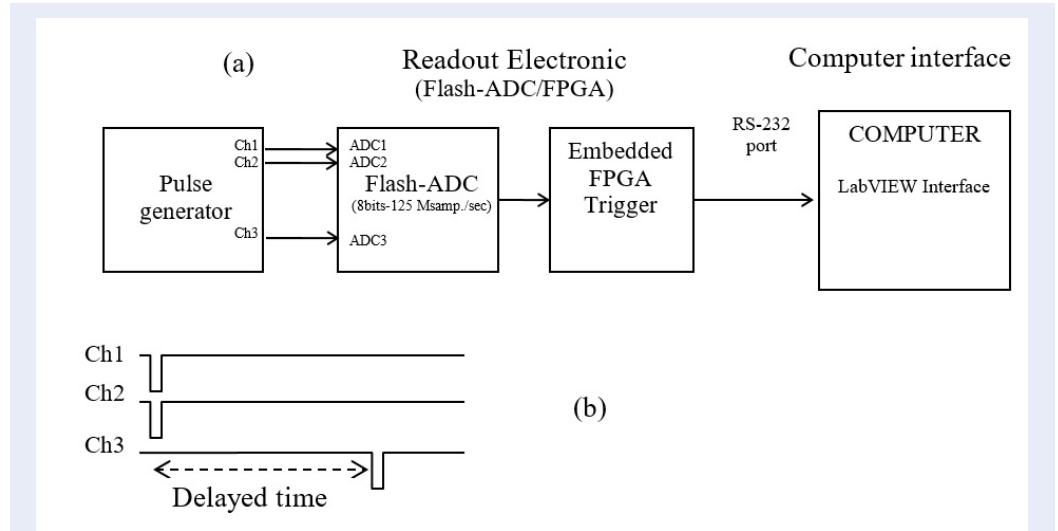 (a)
Readout Electronic
(Flash-ADC/FPGA)
Computer interface
Pulse
generator
Ch1
Ch2
Ch3
ADC1
ADC2
Flash-ADC
(8bits-125 Msamp./sec)
ADC3
Embedded
FPGA
Trigger
RS-232
port
COMPUTER
LabVIEW Interface
Ch1
Ch2
Ch3
Delayed time
(b)